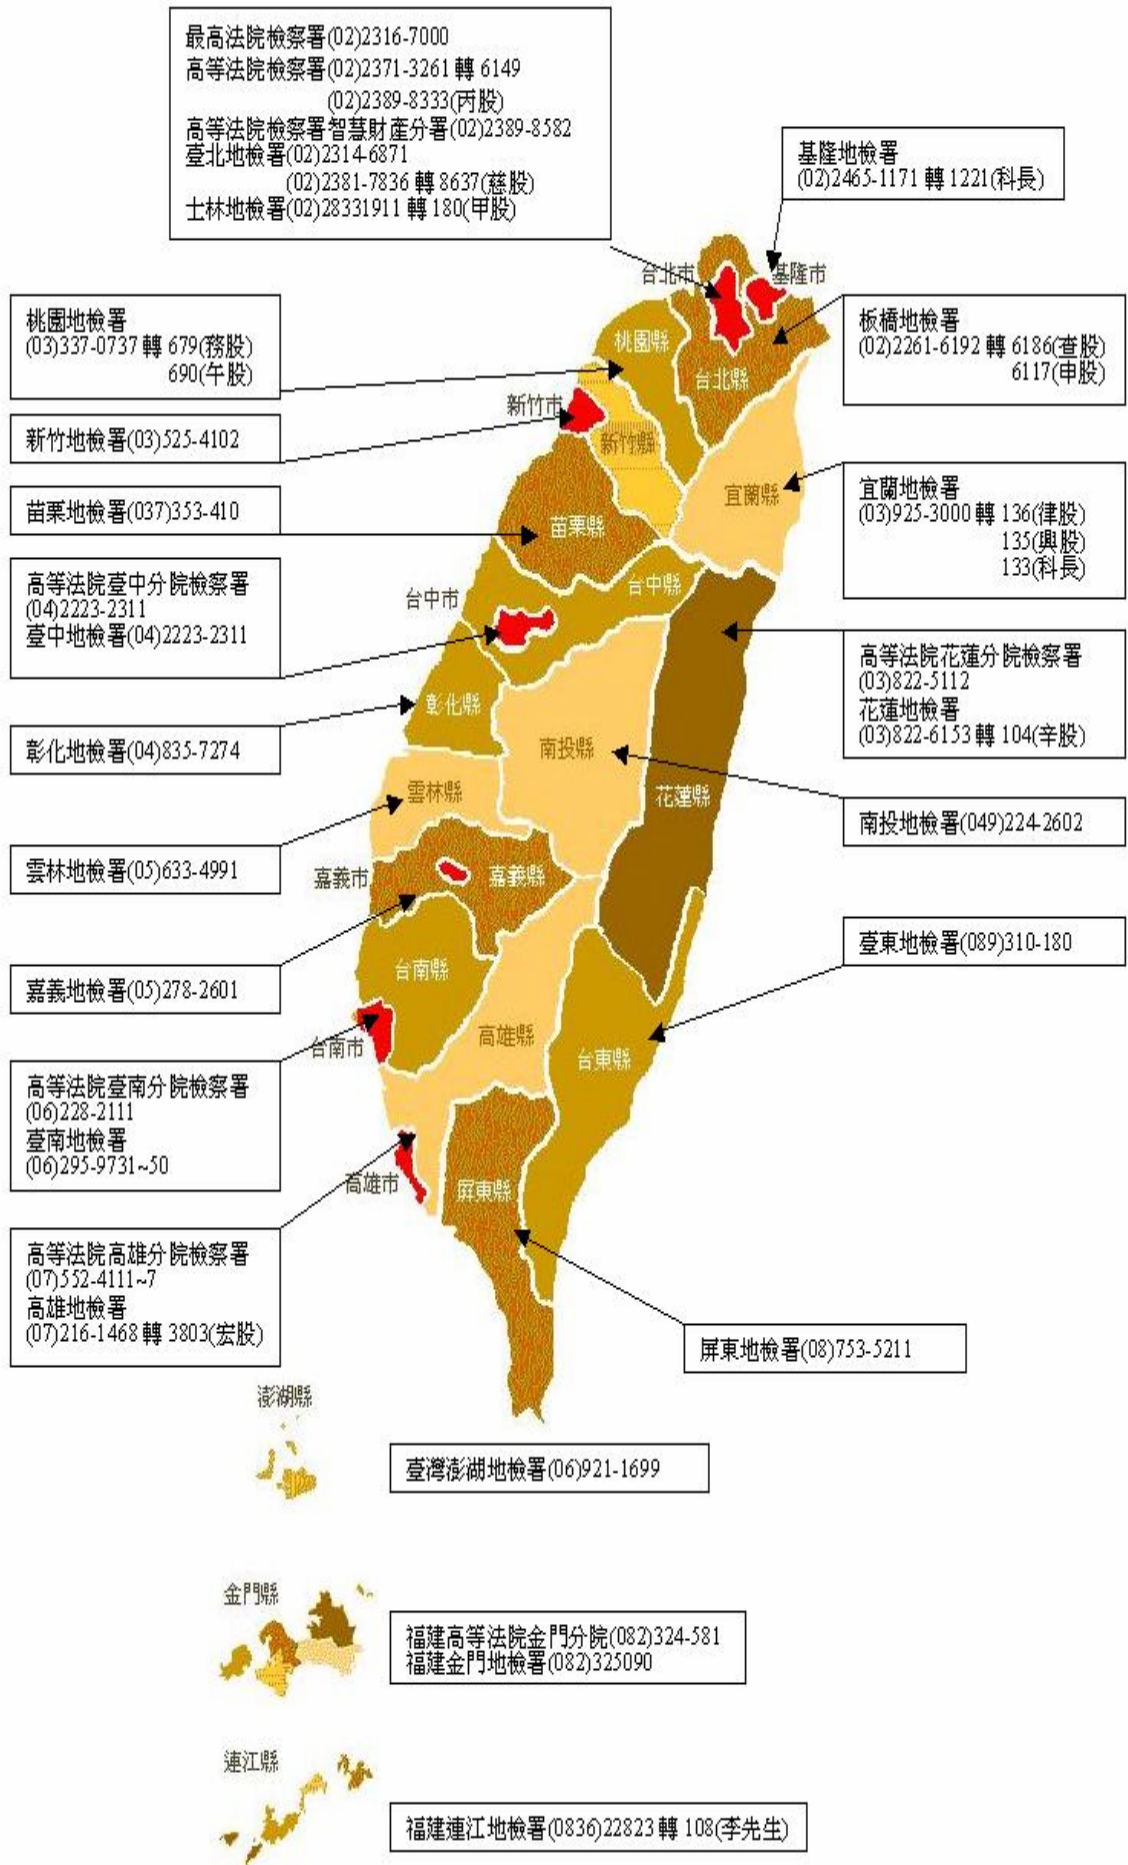 最高法院檢察署(02)2316-7000
高等法院檢察署(02)2371-3261 轉 6149
(02)2389-8333(丙股)
高等法院檢察署智慧財產分署(02)2389-8582
臺北地檢署(02)2314-6871
(02)2381-7836 轉 8637(慈股)
士林地檢署(02)28331911 轉 180(甲股)
基隆地檢署
(02)2465-1171 轉 1221(科長)
台北市
基隆市
桃園地檢署
(03)337-0737 轉 679(務股)
690(午股)
板橋地檢署
(02)2261-6192 轉 6186(查股)
6117(申股)
桃園縣
台北縣
新竹市
新竹地檢署(03)525-4102
新竹縣
宜蘭縣
宜蘭地檢署
(03)925-3000 轉 136(律股)
135(興股)
133(科長)
苗栗地檢署(037)353-410
苗栗縣
高等法院臺中分院檢察署
(04)2223-2311
臺中地檢署(04)2223-2311
台中市
台中縣
高等法院花蓮分院檢察署
(03)822-5112
花蓮地檢署
(03)822-6153 轉 104(辛股)
彰化縣
彰化地檢署(04)835-7274
南投縣
雲林縣
花蓮縣
南投地檢署(049)224-2602
雲林地檢署(05)633-4991
嘉義市
嘉義縣
臺東地檢署(089)310-180
嘉義地檢署(05)278-2601
台南縣
台南市
高雄縣
台東縣
高等法院臺南分院檢察署
(06)228-2111
臺南地檢署
(06)295-9731~50
高雄市
屏東縣
高等法院高雄分院檢察署
(07)552-4111~7
高雄地檢署
(07)216-1468 轉 3803(宏股)
屏東地檢署(08)753-5211
澎湖縣
臺灣澎湖地檢署(06)921-1699
金門縣
福建高等法院金門分院(082)324-581
福建金門地檢署(082)325090
連江縣
福建連江地檢署(0836)22823 轉 108(李先生)